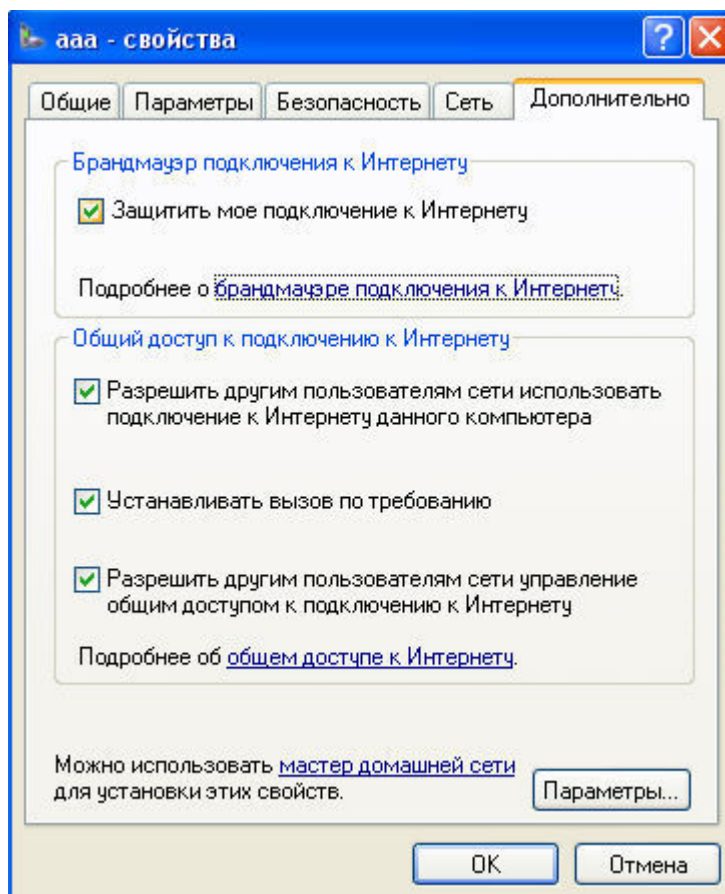 aaa - свойства
Общие Параметры Безопасность Сеть Дополнительно
Брандмауэр подключения к Интернету
Защитить мое подключение к Интернету
Подробнее о брандмауэре подключения к Интернету.
Общий доступ к подключению к Интернету
Разрешить другим пользователям сети использовать
подключение к Интернету данного компьютера
Устанавливать вызов по требованию
Разрешить другим пользователям сети управление
общим доступом к подключению к Интернету
Подробнее об общем доступе к Интернету.
Можно использовать мастер домашней сети
для установки этих свойств.
Параметры...
OK Отмена